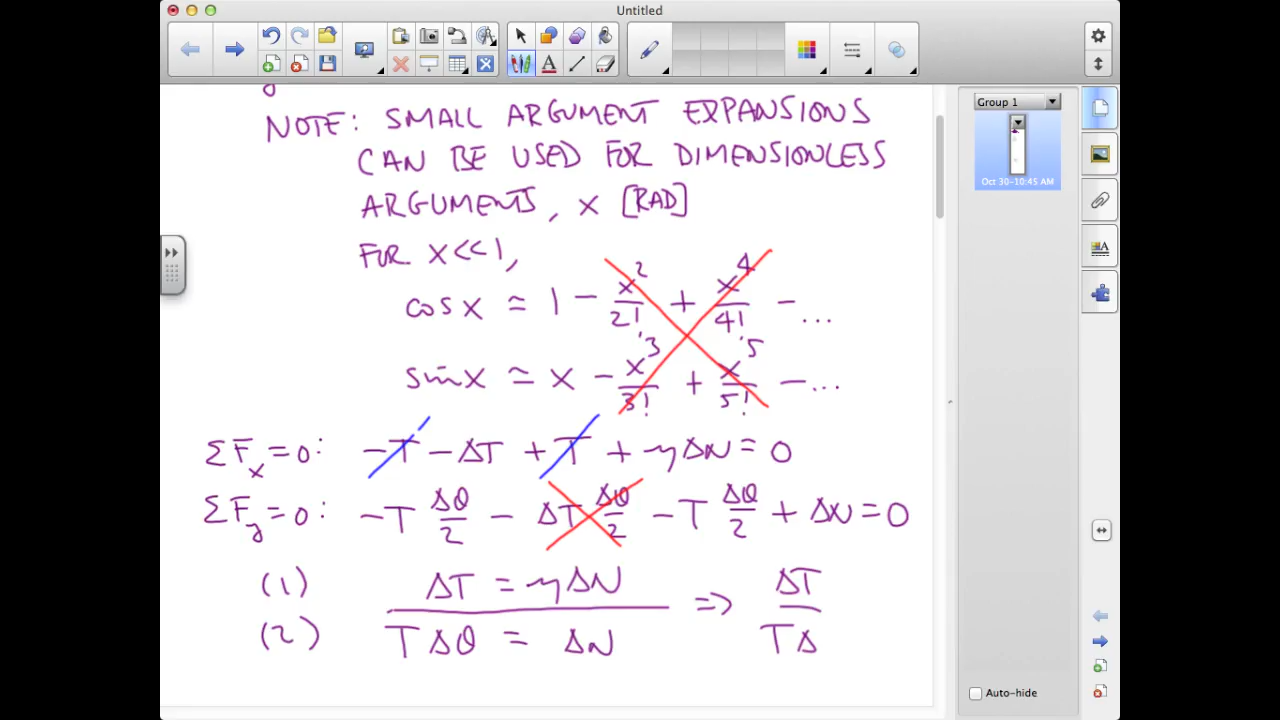 Untitled
NOTE: SMALL ARGUMENT EXPANSIONS
CAN BE USED FOR DIMENSIONLESS
ARGUMENTS, x [RAD]
FOR x<<1,
cos x ≈ 1 - x²/2! + x⁴/4! - ...
sin x ≈ x - x³/3! + x⁵/5! - ...
ΣFx=0: -T - ΔT + T + μΔN = 0
ΣFy=0: -T Δθ/2 - ΔT Δθ/2 - T Δθ/2 + ΔN = 0
(1) ΔT = μΔN => ΔT
(2) TΔθ = ΔN TΔ
Group 1
Oct 30-10:45 AM
Auto-hide